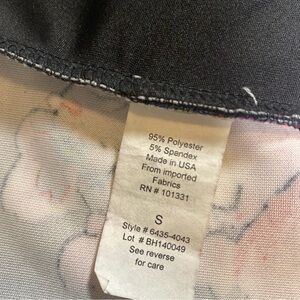 95% Polyester
5% Spendex
Made in USA
From imported
Fabrics
RN # 101331
S
Style # 6435-4043
Lot # BH140049
See reverse
for care